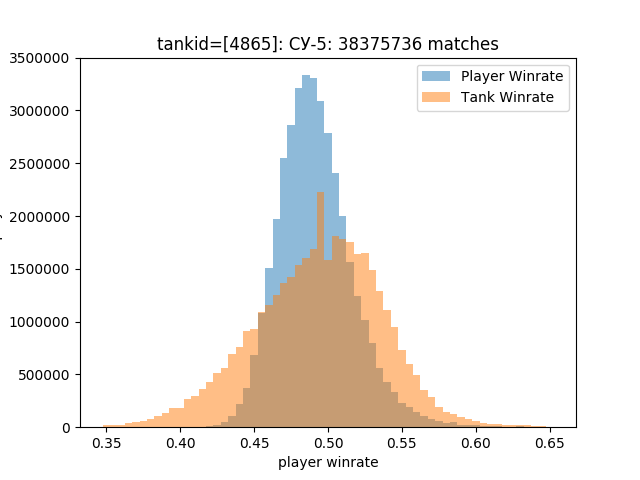 tankid=[4865]: СУ-5: 38375736 matches
Player Winrate
Tank Winrate
3500000
3000000
2500000
2000000
1500000
1000000
500000
0
0.35 0.40 0.45 0.50 0.55 0.60 0.65
player winrate